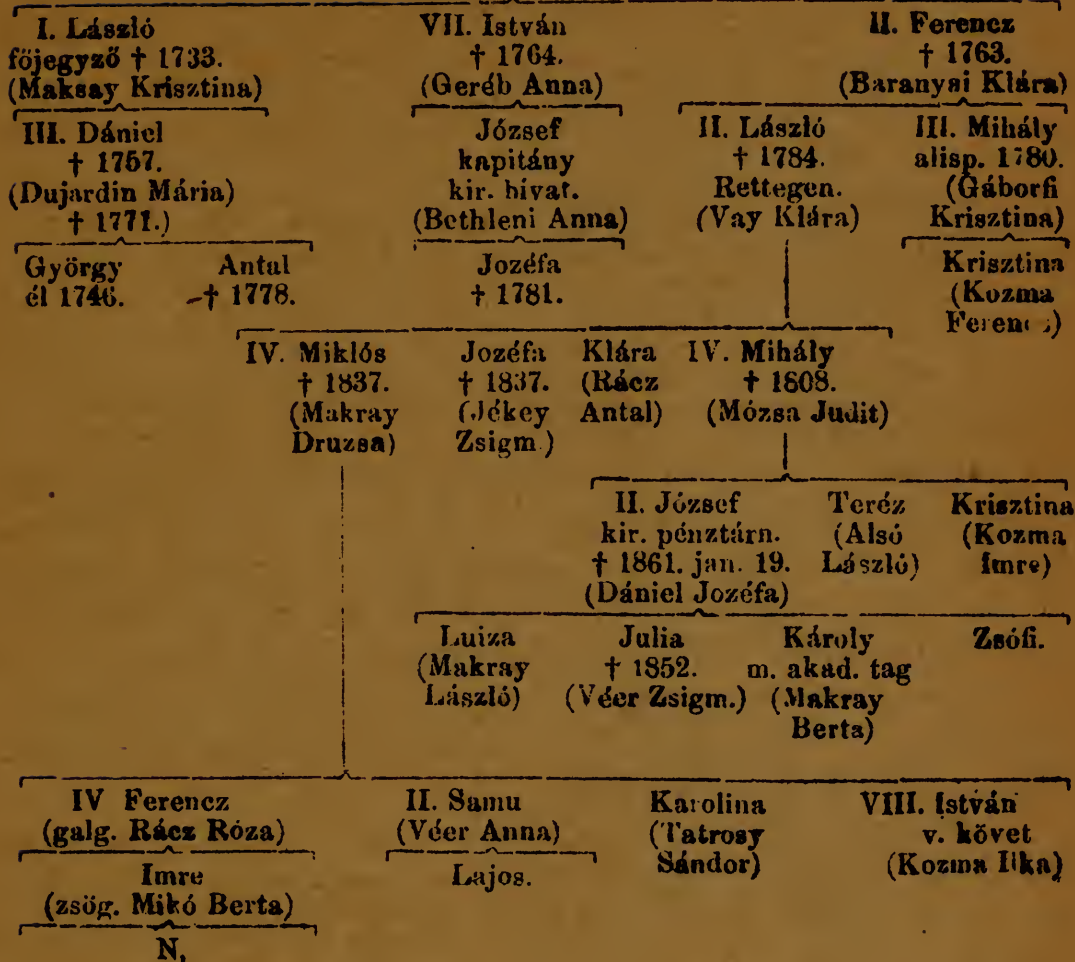 I. László VII. István II. Ferencz
főjegyző † 1733. † 1764. † 1763.
(Maksay Krisztina) (Geréb Anna) (Baranyai Klára)
III. Dániel József II. László III. Mihály
† 1757. kapitány † 1784. alisp. 1780.
(Dujardin Mária) kir. hivat. Rettegen. (Gáborfi
† 1771.) (Bethleni Anna) (Vay Klára) Krisztina)
György Antal Jozéfa Krisztina
él 1746. † 1778. † 1781. (Kozma
Ferencz)
IV. Miklós Jozéfa Klára IV. Mihály
† 1837. † 1837. (Rácz † 1808.
(Makray (Jékey Antal) (Mózsa Judit)
Druzsa) Zsigm.)
II. József Teréz Krisztina
kir. pénztárn. (Alsó (Kozma
† 1861. jan. 19. László) Imre)
(Dániel Jozéfa)
Luiza Julia Károly Zsófi.
(Makray † 1852. m. akad. tag
László) (Véer Zsigm.) (Makray
Berta)
IV Ferencz II. Samu Karolina VIII. István
(galg. Rácz Róza) (Véer Anna) (Tatrosy v. követ
Imre Lajos. Sándor) (Kozma Ilka)
(zsög. Mikó Berta)
N,